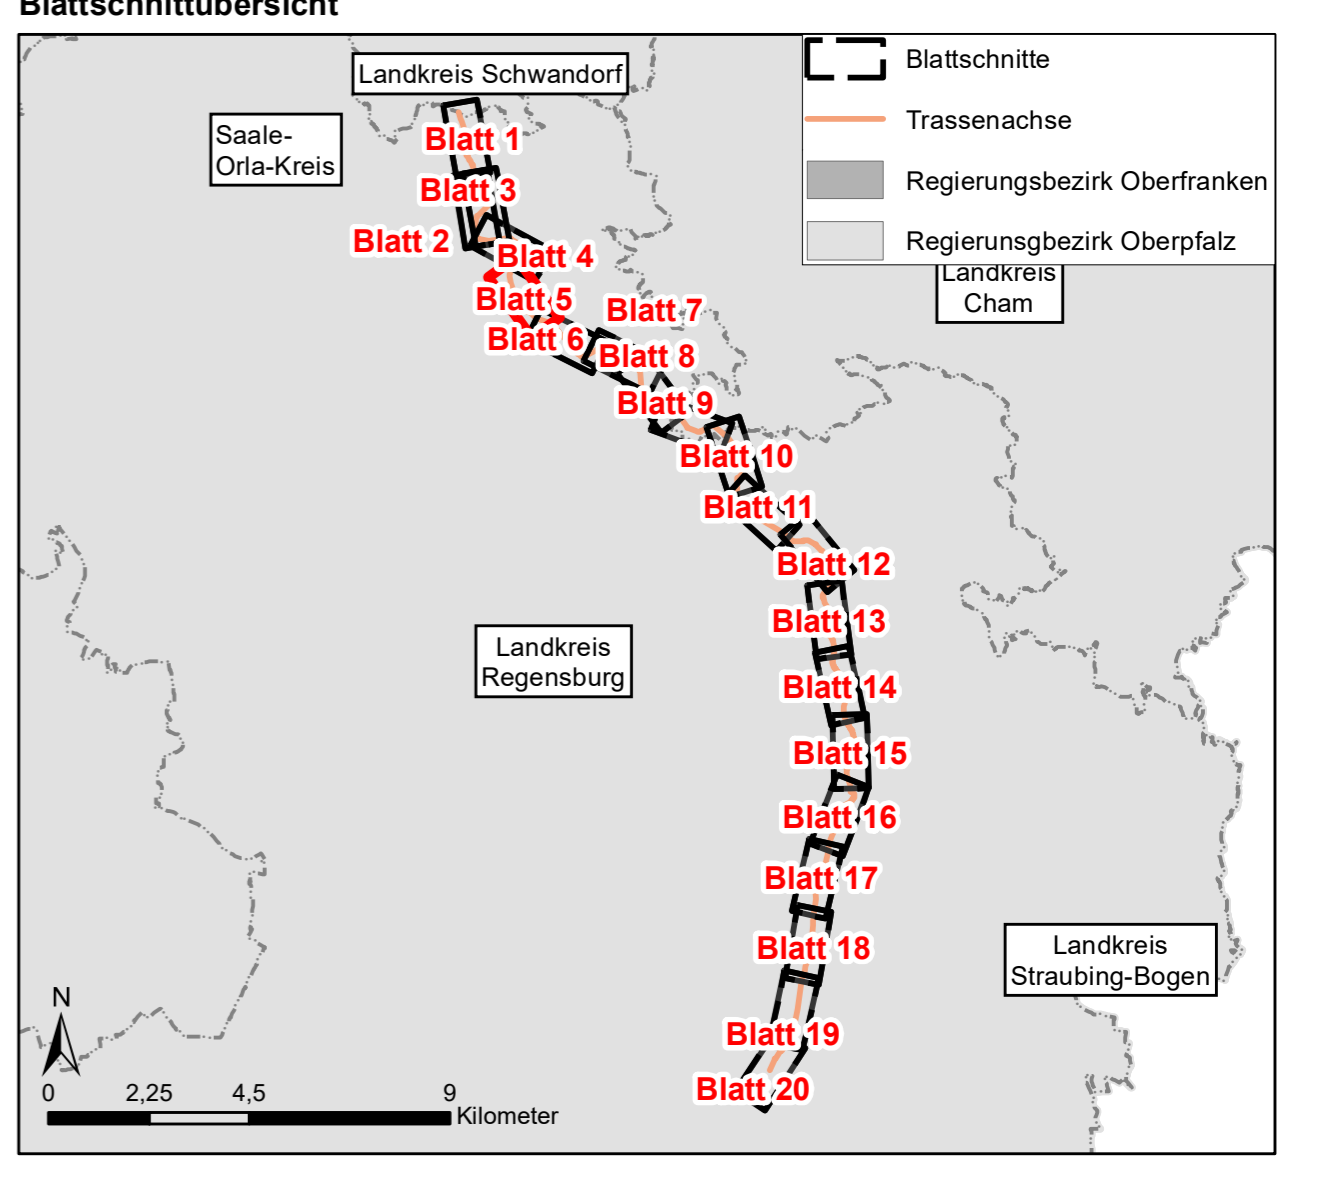 Blattschnittübersicht
Landkreis Schwandorf
Saale-
Orla-Kreis
Blattschnitte
Trassenachse
Regierungsbezirk Oberfranken
Regierunsgbezirk Oberpfalz
Landkreis
Cham
Blatt 1
Blatt 3
Blatt 2
Blatt 4
Blatt 5
Blatt 7
Blatt 6
Blatt 8
Blatt 9
Blatt 10
Blatt 11
Blatt 12
Blatt 13
Landkreis
Regensburg
Blatt 14
Blatt 15
Blatt 16
Blatt 17
Blatt 18
Landkreis
Straubing-Bogen
Blatt 19
Blatt 20
N
0 2,25 4,5 9
Kilometer